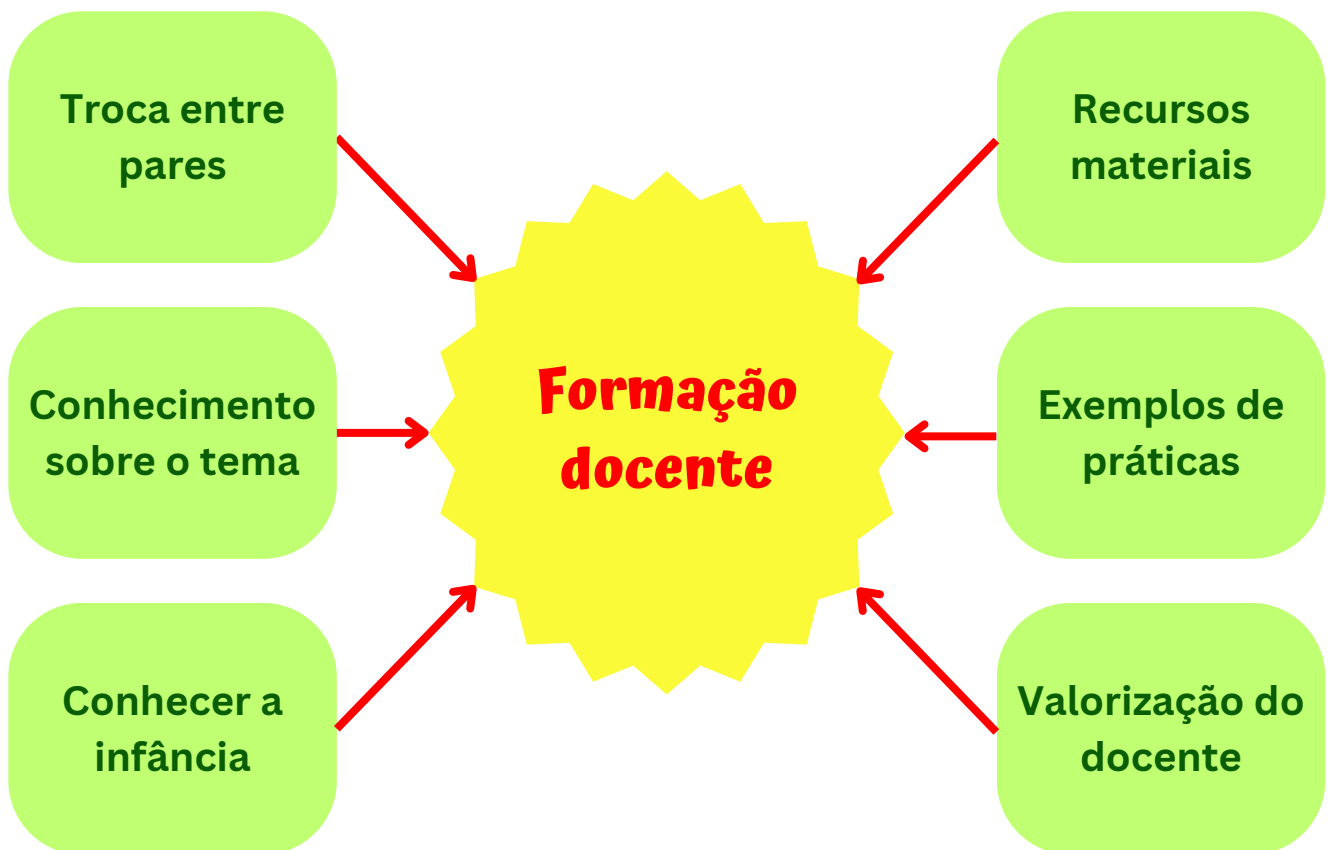 Troca entre
pares
Conhecimento
sobre o tema
Conhecer a
infância
Formação
docente
Recursos
materiais
Exemplos de
práticas
Valorização do
docente